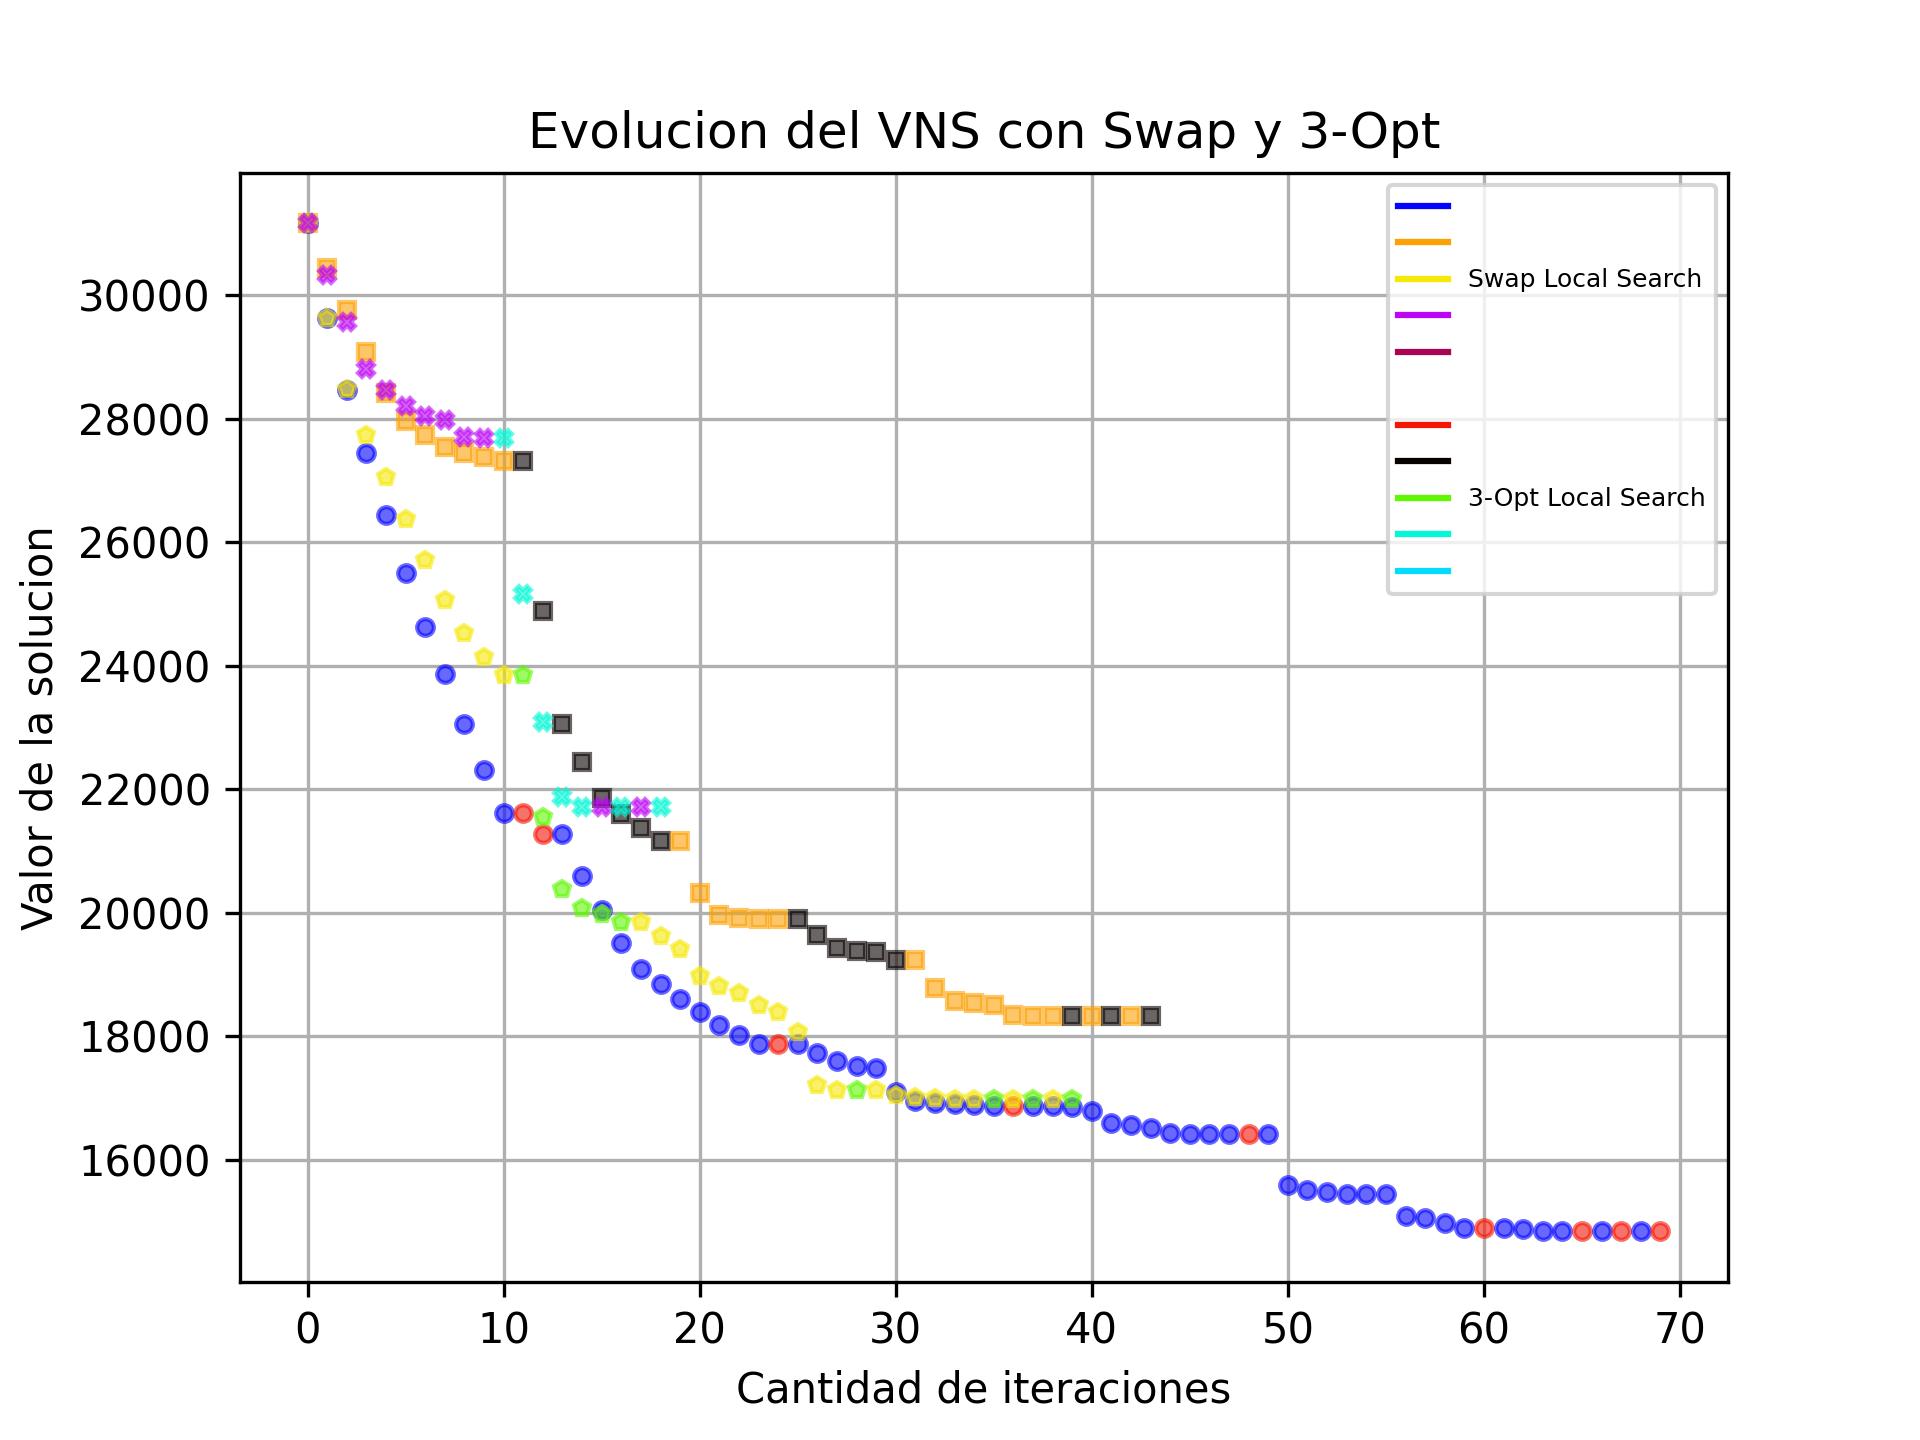 Evolucion del VNS con Swap y 3-Opt
Swap Local Search
3-Opt Local Search
Valor de la solucion
30000
28000
26000
24000
22000
20000
18000
16000
0 10 20 30 40 50 60 70
Cantidad de iteraciones